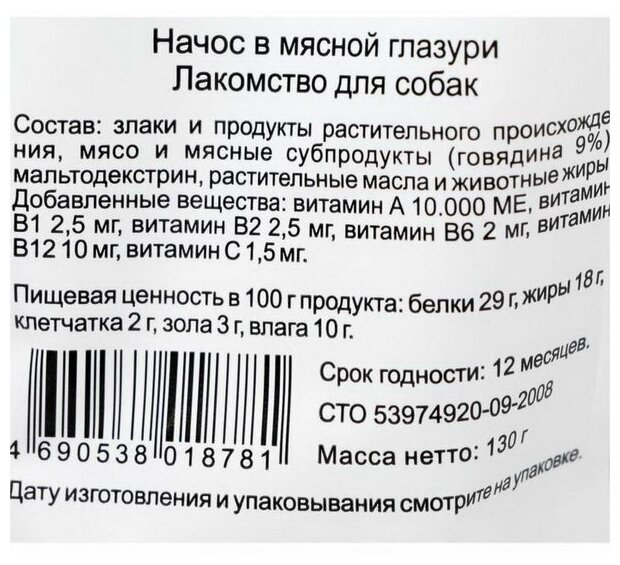 Начос в мясной глазури
Лакомство для собак
Состав: злаки и продукты растительного происхожде
ния, мясо и мясные субпродукты (говядина 9%)
мальтодекстрин, растительные масла и животные жиры
Добавленные вещества: витамин А 10.000 МЕ, витамин
В1 2,5 мг, витамин В2 2,5 мг, витамин В6 2 мг, витамин
В12 10 мг, витамин С 1,5 мг.
Пищевая ценность в 100 г продукта: белки 29 г, жиры 18 г,
клетчатка 2 г, зола 3 г, влага 10 г.
Срок годности: 12 месяцев.
СТО 53974920-09-2008
Масса нетто: 130 г
4 690538 018781
Дату изготовления и упаковывания смотрите на упаковке.